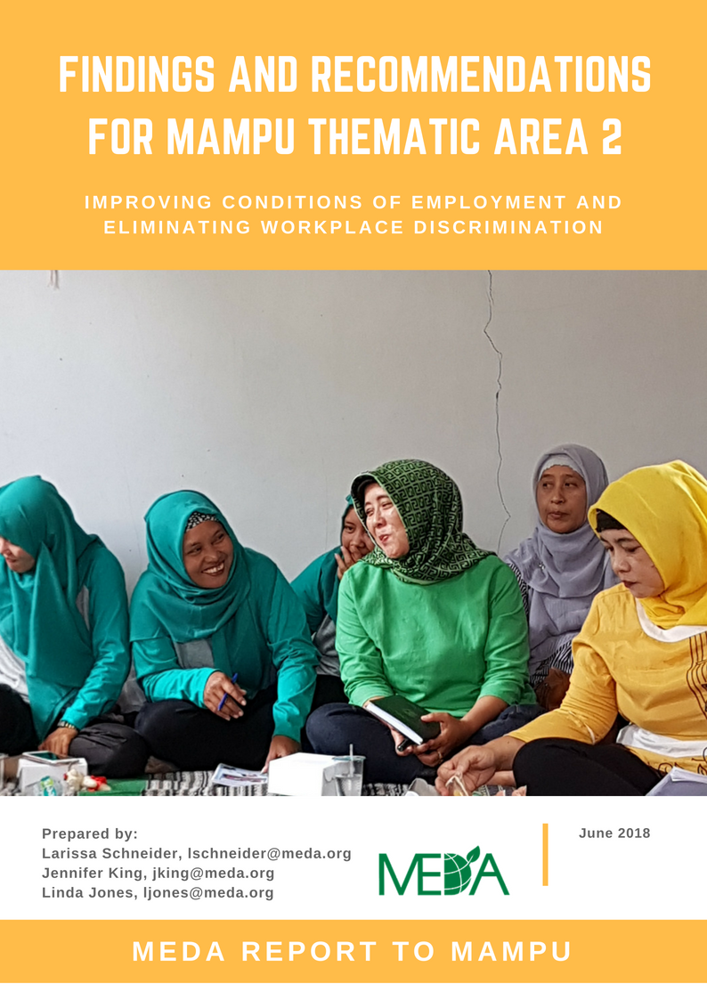 FINDINGS AND RECOMMENDATIONS
FOR MAMPU THEMATIC AREA 2
IMPROVING CONDITIONS OF EMPLOYMENT AND
ELIMINATING WORKPLACE DISCRIMINATION
Prepared by:
Larissa Schneider, lschneider@meda.org
Jennifer King, jking@meda.org
Linda Jones, ljones@meda.org
MEDA
June 2018
MEDA REPORT TO MAMPU